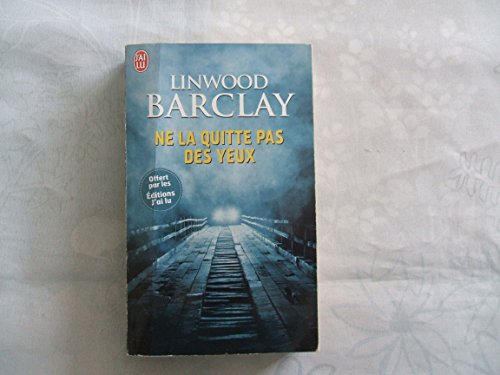 J'AI
LU
LINWOOD
BARCLAY
NE LA QUITTE PAS
DES YEUX
Offert
par les
Éditions
J'ai lu